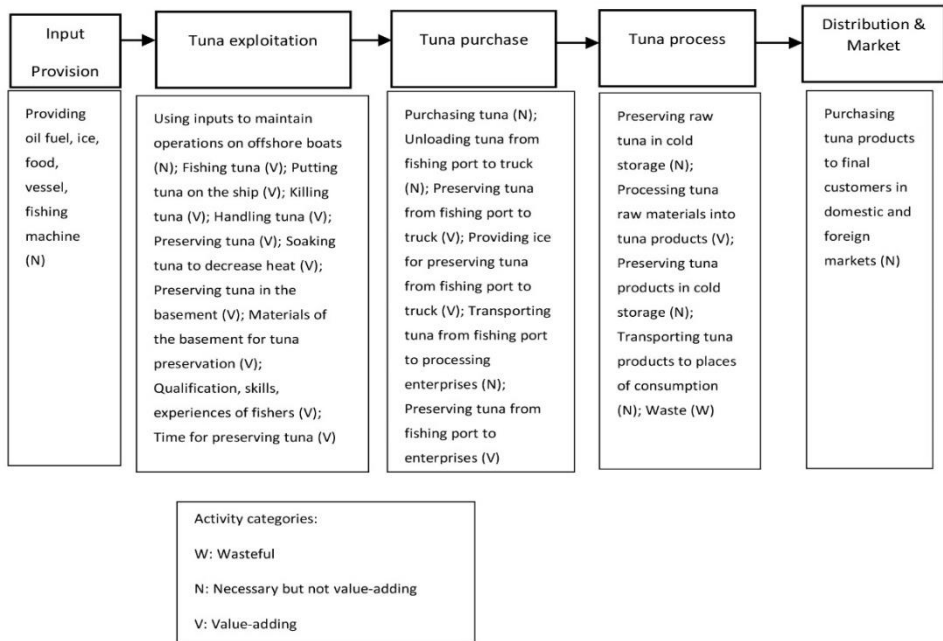 Input
Provision
Tuna exploitation
Tuna purchase
Tuna process
Distribution &
Market
Providing
oil fuel, ice,
food,
vessel,
fishing
machine
(N)
Using inputs to maintain
operations on offshore boats
(N); Fishing tuna (V); Putting
tuna on the ship (V); Killing
tuna (V); Handling tuna (V);
Preserving tuna (V); Soaking
tuna to decrease heat (V);
Preserving tuna in the
basement (V); Materials of
the basement for tuna
preservation (V);
Qualification, skills,
experiences of fishers (V);
Time for preserving tuna (V)
Purchasing tuna (N);
Unloading tuna from
fishing port to truck
(N); Preserving tuna
from fishing port to
truck (V); Providing ice
for preserving tuna
from fishing port to
truck (V); Transporting
tuna from fishing port
to processing
enterprises (N);
Preserving tuna from
fishing port to
enterprises (V)
Preserving raw
tuna in cold
storage (N);
Processing tuna
raw materials into
tuna products (V);
Preserving tuna
products in cold
storage (N);
Transporting tuna
products to places
of consumption
(N); Waste (W)
Purchasing
tuna products
to final
customers in
domestic and
foreign
markets (N)
Activity categories:
W: Wasteful
N: Necessary but not value-adding
V: Value-adding